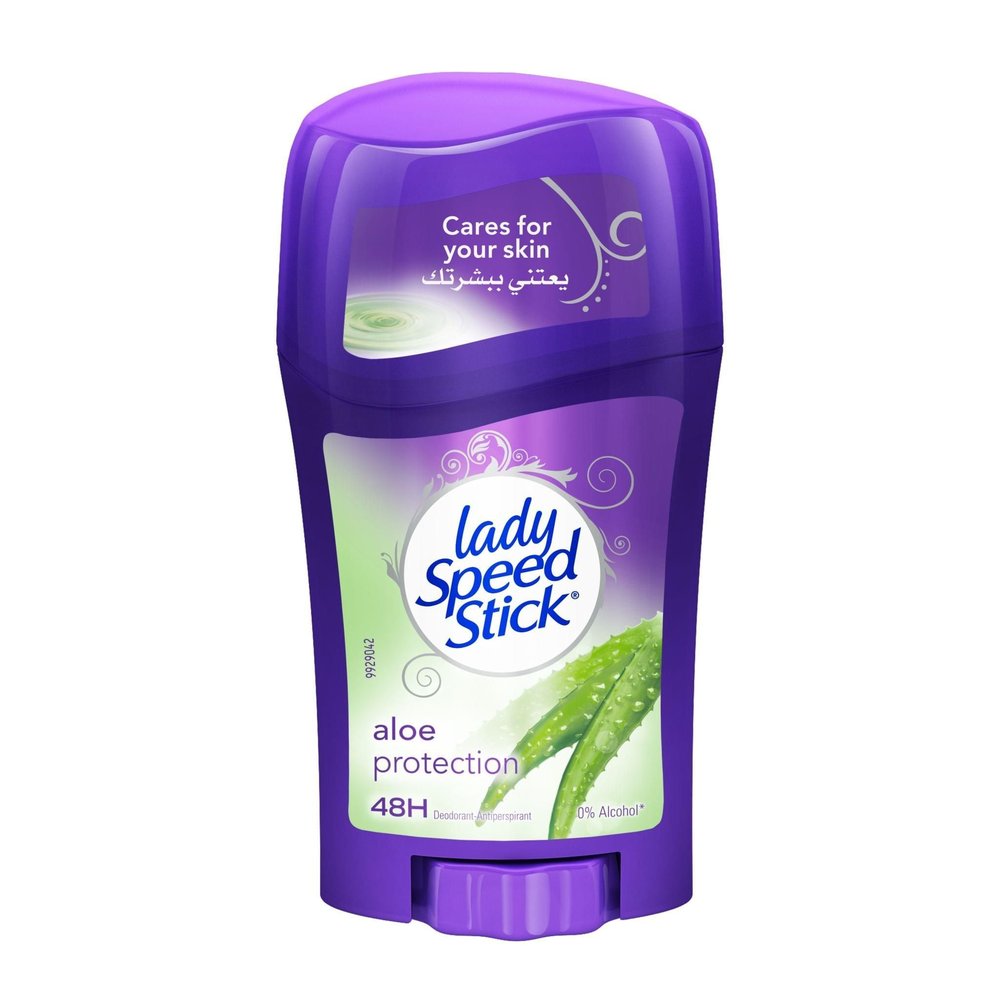 Cares for
your skin
يعتني ببشرتك
lady
Speed
Stick®
9929042
aloe
protection
48H Deodorant-Antiperspirant
0% Alcohol*